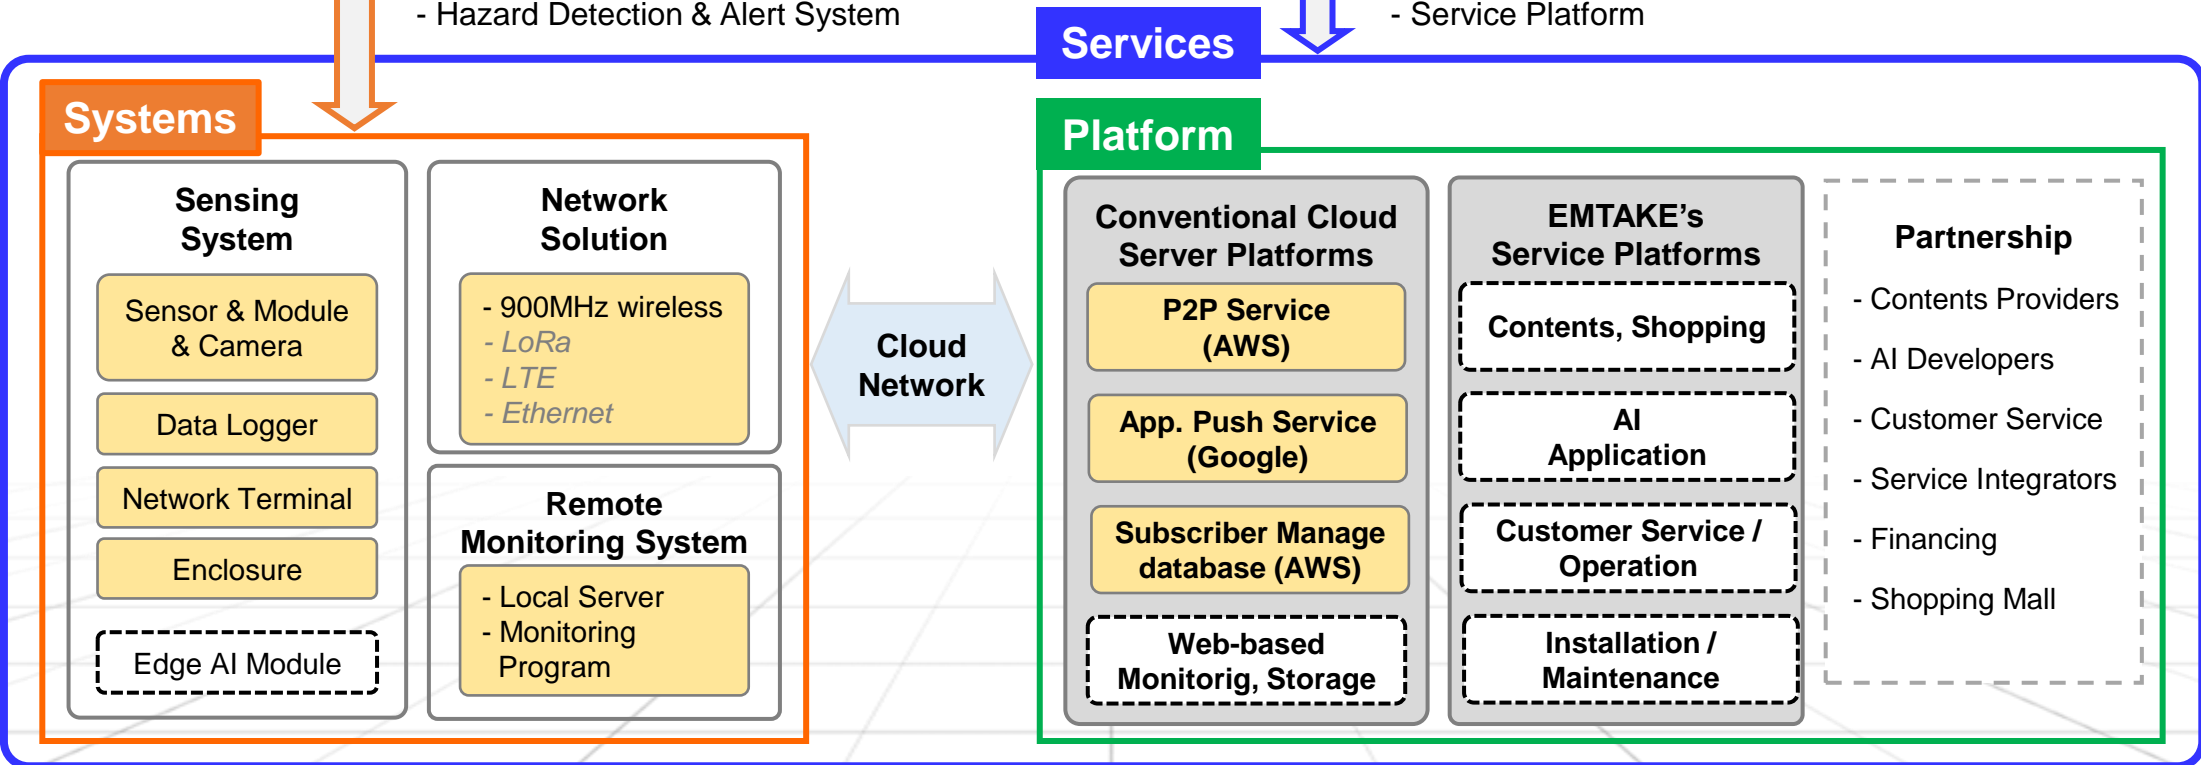 - Hazard Detection & Alert System
- Service Platform
Services
Systems
Sensing
System
Sensor & Module
& Camera
Data Logger
Network Terminal
Enclosure
Edge AI Module
Network
Solution
- 900MHz wireless
- LoRa
- LTE
- Ethernet
Remote
Monitoring System
- Local Server
- Monitoring
Program
Cloud
Network
Platform
Conventional Cloud
Server Platforms
P2P Service
(AWS)
App. Push Service
(Google)
Subscriber Manage
database (AWS)
Web-based
Monitorig, Storage
EMTAKE’s
Service Platforms
Contents, Shopping
AI
Application
Customer Service /
Operation
Installation /
Maintenance
Partnership
- Contents Providers
- AI Developers
- Customer Service
- Service Integrators
- Financing
- Shopping Mall